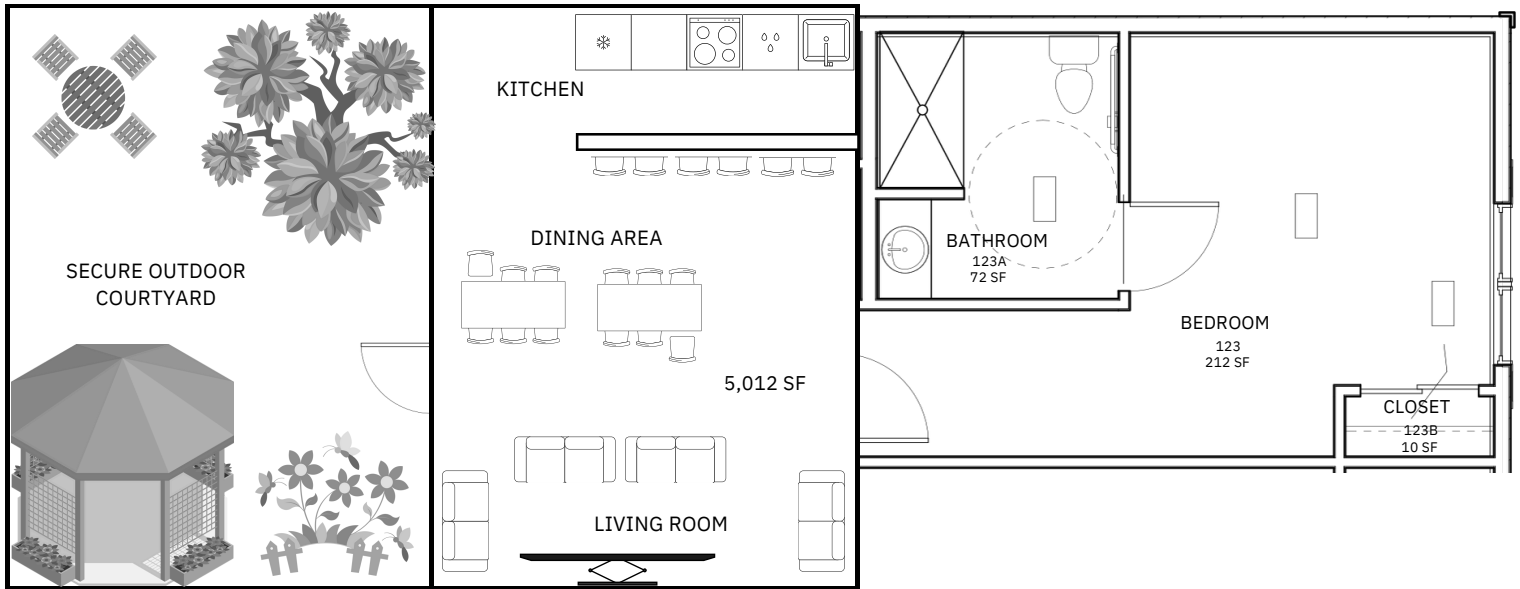 KITCHEN
DINING AREA
SECURE OUTDOOR
COURTYARD
5,012 SF
LIVING ROOM
BATHROOM
123A
72 SF
BEDROOM
123
212 SF
CLOSET
123B
10 SF